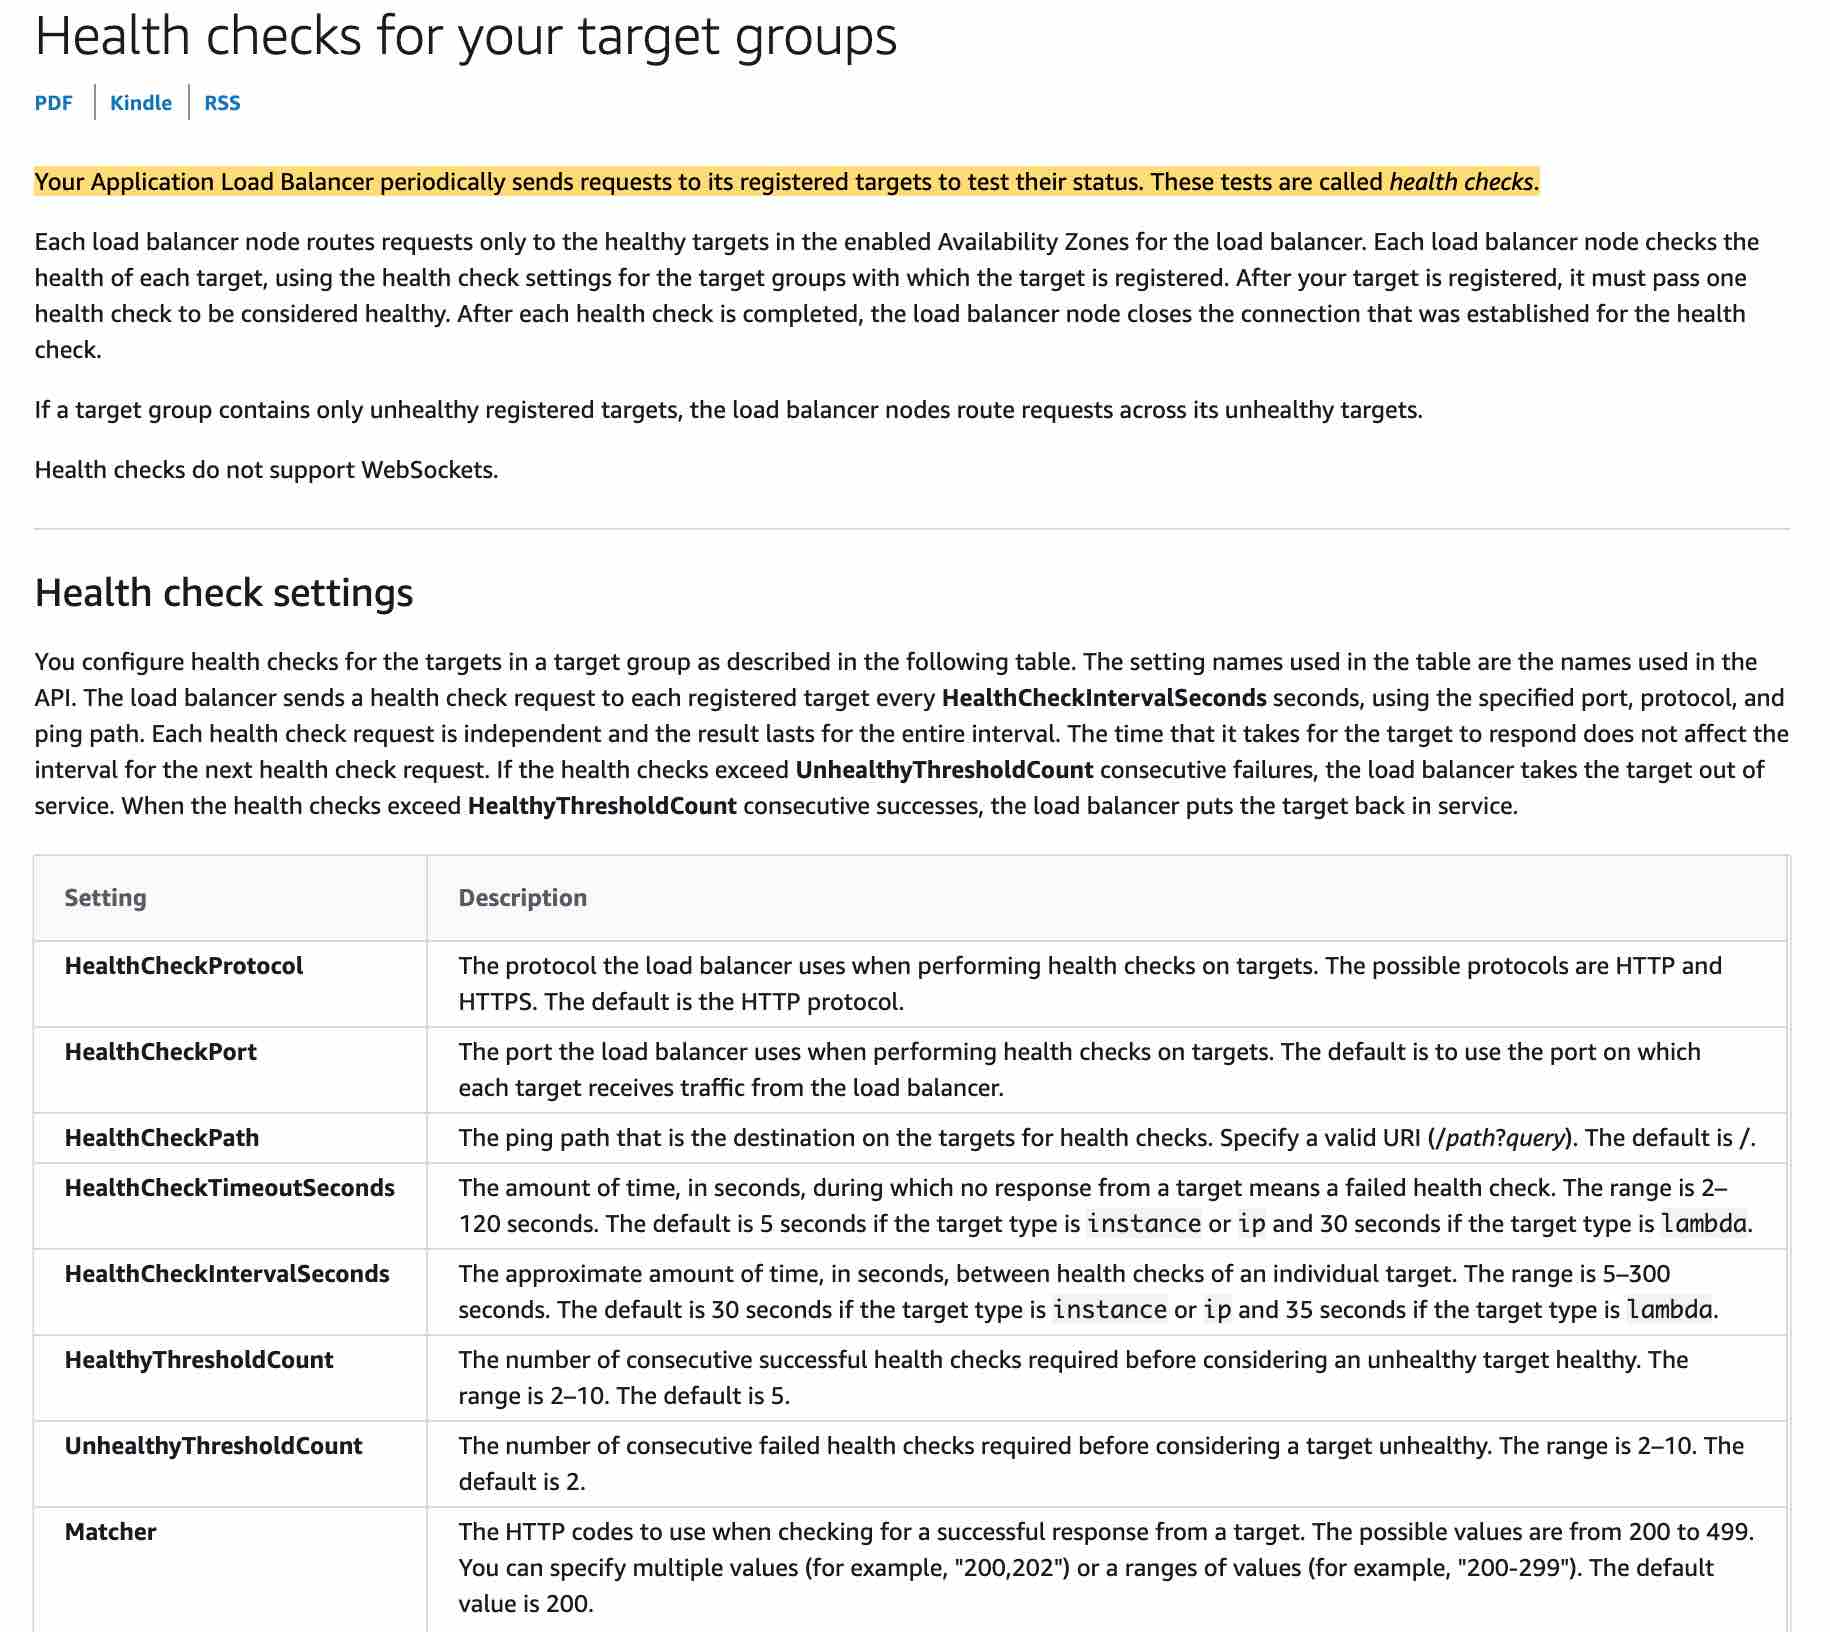 Health checks for your target groups
PDF
Kindle
RSS
Your Application Load Balancer periodically sends requests to its registered targets to test their status. These tests are called health checks.
Each load balancer node routes requests only to the healthy targets in the enabled Availability Zones for the load balancer. Each load balancer node checks the
health of each target, using the health check settings for the target groups with which the target is registered. After your target is registered, it must pass one
health check to be considered healthy. After each health check is completed, the load balancer node closes the connection that was established for the health
check.
If a target group contains only unhealthy registered targets, the load balancer nodes route requests across its unhealthy targets.
Health checks do not support WebSockets.
Health check settings
You configure health checks for the targets in a target group as described in the following table. The setting names used in the table are the names used in the
API. The load balancer sends a health check request to each registered target every HealthCheckIntervalSeconds seconds, using the specified port, protocol, and
ping path. Each health check request is independent and the result lasts for the entire interval. The time that it takes for the target to respond does not affect the
interval for the next health check request. If the health checks exceed UnhealthyThresholdCount consecutive failures, the load balancer takes the target out of
service. When the health checks exceed HealthyThresholdCount consecutive successes, the load balancer puts the target back in service.
Setting
Description
HealthCheckProtocol
The protocol the load balancer uses when performing health checks on targets. The possible protocols are HTTP and
HTTPS. The default is the HTTP protocol.
HealthCheckPort
The port the load balancer uses when performing health checks on targets. The default is to use the port on which
each target receives traffic from the load balancer.
HealthCheckPath
The ping path that is the destination on the targets for health checks. Specify a valid URI (/path?query). The default is /.
HealthCheckTimeoutSeconds
The amount of time, in seconds, during which no response from a target means a failed health check. The range is 2–
120 seconds. The default is 5 seconds if the target type is instance or ip and 30 seconds if the target type is lambda.
HealthCheckIntervalSeconds
The approximate amount of time, in seconds, between health checks of an individual target. The range is 5–300
seconds. The default is 30 seconds if the target type is instance or ip and 35 seconds if the target type is lambda.
HealthyThresholdCount
The number of consecutive successful health checks required before considering an unhealthy target healthy. The
range is 2–10. The default is 5.
UnhealthyThresholdCount
The number of consecutive failed health checks required before considering a target unhealthy. The range is 2–10. The
default is 2.
Matcher
The HTTP codes to use when checking for a successful response from a target. The possible values are from 200 to 499.
You can specify multiple values (for example, "200,202") or a ranges of values (for example, "200-299"). The default
value is 200.